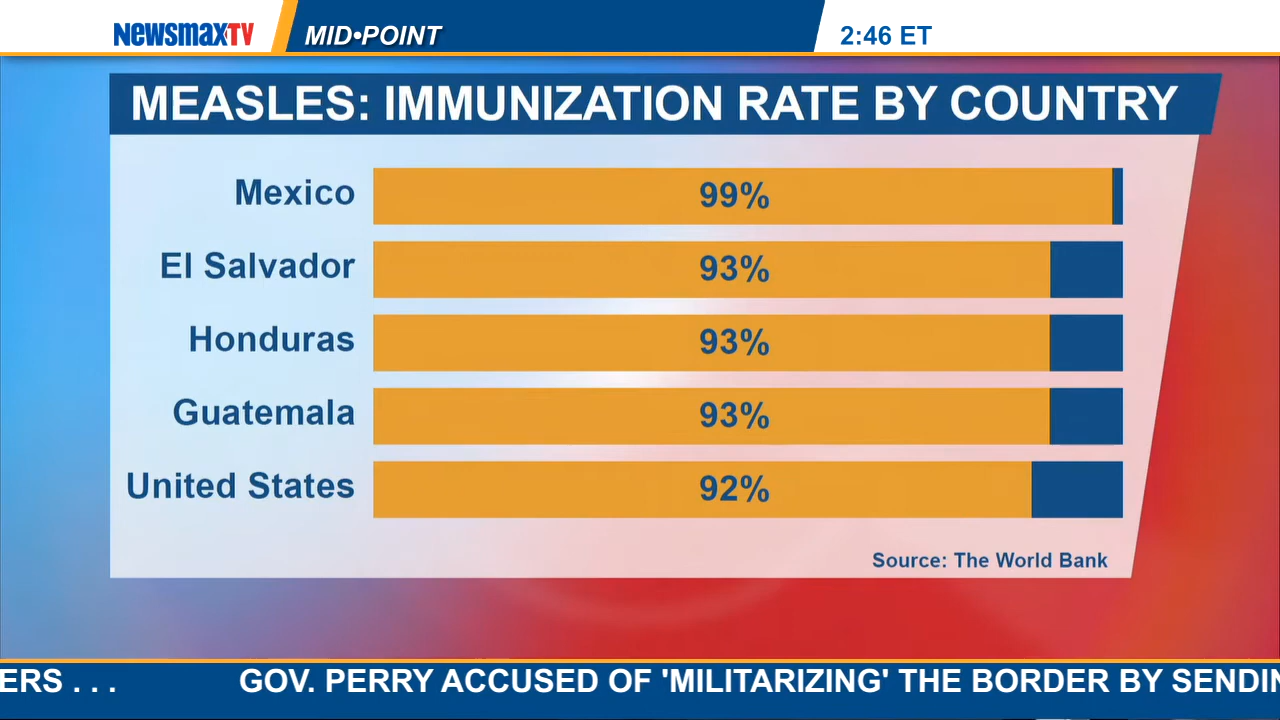 NEWSMAXTV
MID•POINT
2:46 ET
MEASLES: IMMUNIZATION RATE BY COUNTRY
Mexico 99%
El Salvador 93%
Honduras 93%
Guatemala 93%
United States 92%
Source: The World Bank
ERS . . . GOV. PERRY ACCUSED OF 'MILITARIZING' THE BORDER BY SENDIN